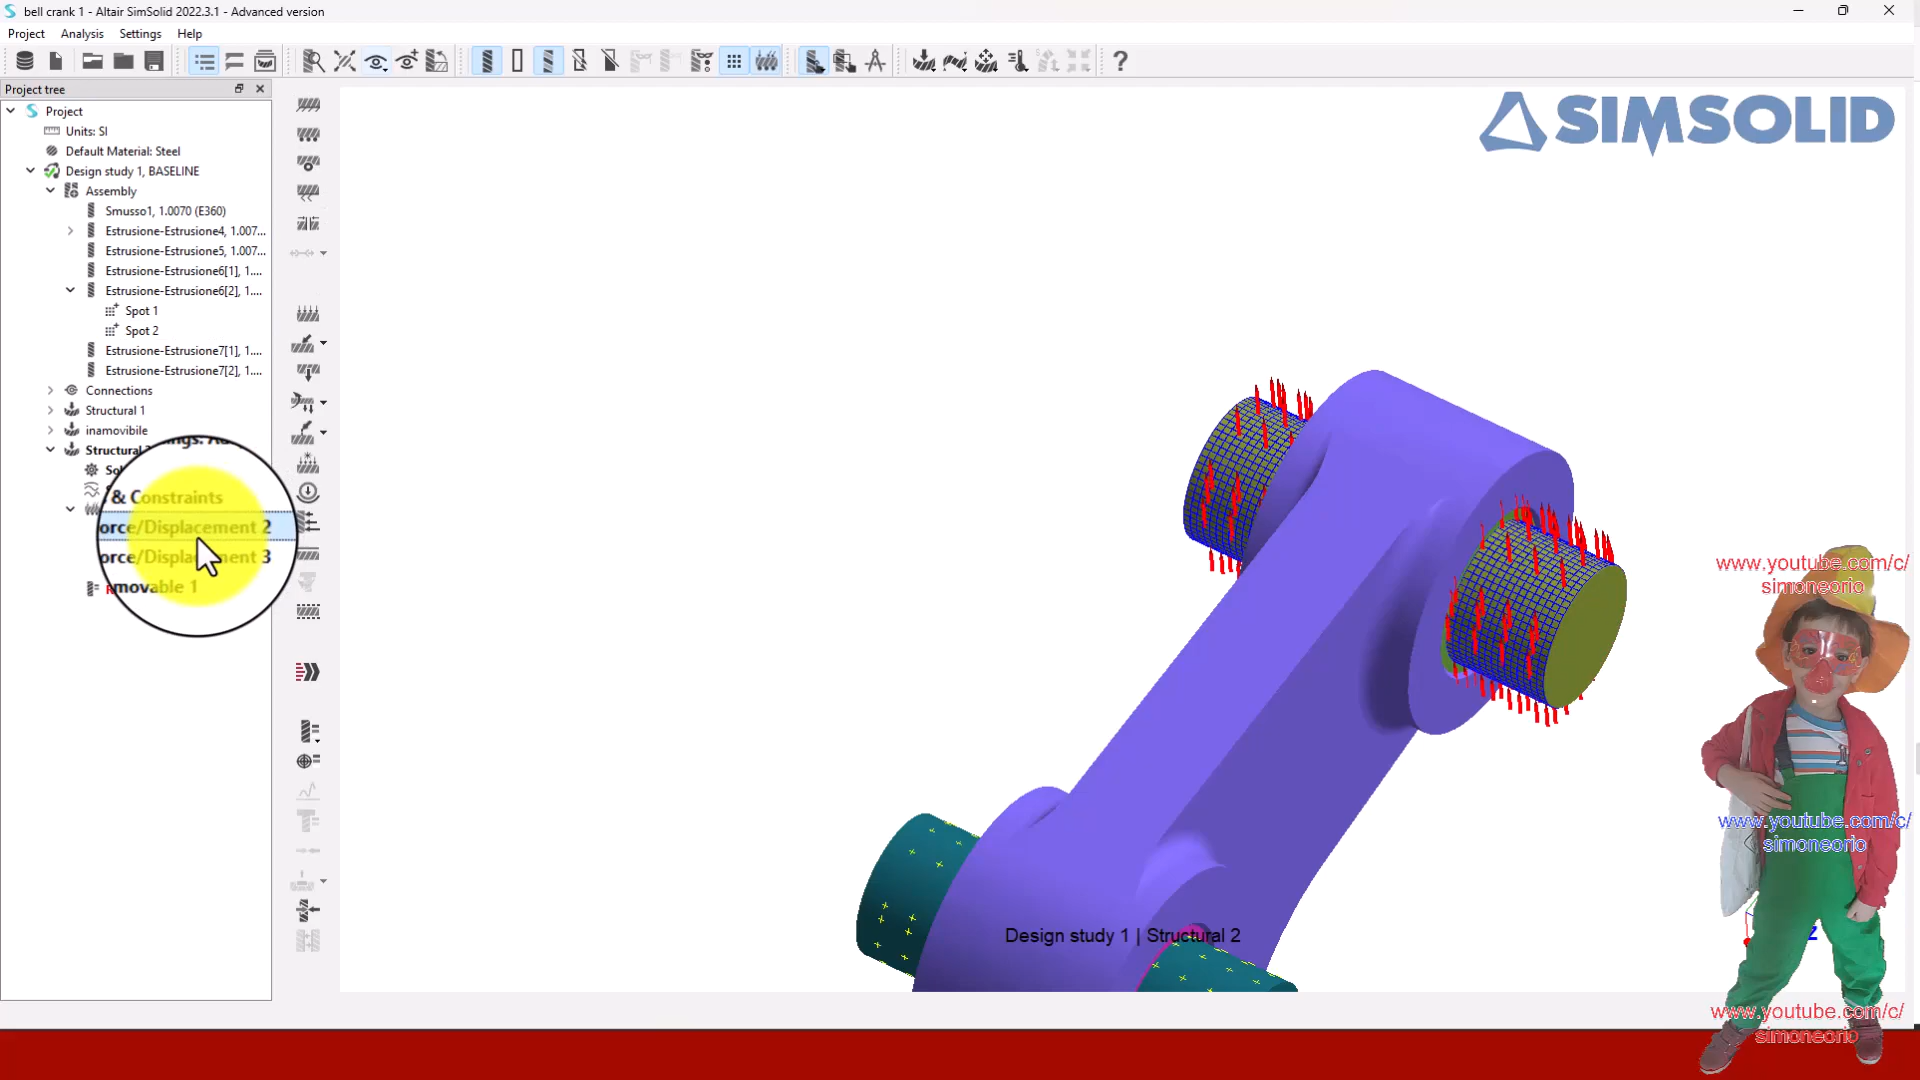 bell crank 1 - Altair SimSolid 2022.3.1 - Advanced version
Project Analysis Settings Help
Project tree
Project
Units: SI
Default Material: Steel
Design study 1, BASELINE
Assembly
Smusso1, 1.0070 (E360)
Estrusione-Estrusione4, 1.007...
Estrusione-Estrusione5, 1.007...
Estrusione-Estrusione6[1], 1....
Estrusione-Estrusione6[2], 1....
Spot 1
Spot 2
Estrusione-Estrusione7[1], 1....
Estrusione-Estrusione7[2], 1....
Connections
Structural 1
inamovibile
Structural
& Constraints
orce/Displacement 2
orce/Displacement 3
movable 1
SIMSOLID
Design study 1 | Structural 2
Z
www.youtube.com/c/
simoneorio
www.youtube.com/c/
simoneorio
www.youtube.com/c/
simoneorio